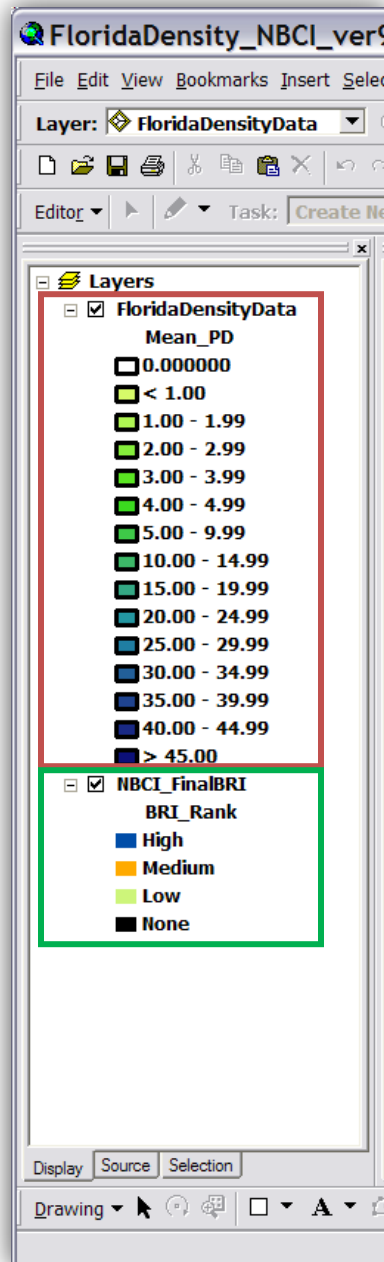 FloridaDensity_NBCI_ver9
File Edit View Bookmarks Insert Selec
Layer: FloridaDensityData
Editor Task: Create Ne
Layers
FloridaDensityData
Mean_PD
0.000000
< 1.00
1.00 - 1.99
2.00 - 2.99
3.00 - 3.99
4.00 - 4.99
5.00 - 9.99
10.00 - 14.99
15.00 - 19.99
20.00 - 24.99
25.00 - 29.99
30.00 - 34.99
35.00 - 39.99
40.00 - 44.99
> 45.00
NBCI_FinalBRI
BRI_Rank
High
Medium
Low
None
Display Source Selection
Drawing A